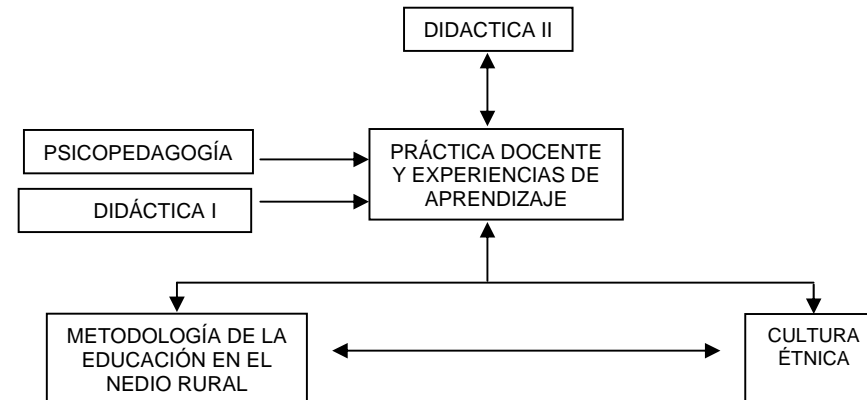 DIDACTICA II
PSICOPEDAGOGÍA
PRÁCTICA DOCENTE
Y EXPERIENCIAS DE
APRENDIZAJE
DIDÁCTICA I
METODOLOGÍA DE LA
EDUCACIÓN EN EL
NEDIO RURAL
CULTURA
ÉTNICA